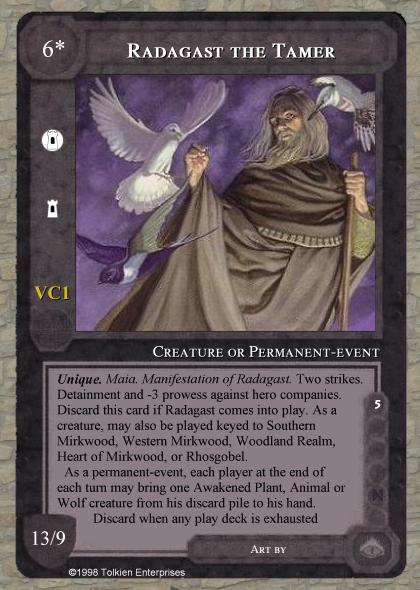 6*
Radagast the Tamer
VC1
Creature or Permanent-event
Unique. Maia. Manifestation of Radagast. Two strikes.
Detainment and -3 prowess against hero companies.
Discard this card if Radagast comes into play. As a
creature, may also be played keyed to Southern
Mirkwood, Western Mirkwood, Woodland Realm,
Heart of Mirkwood, or Rhosgobel.
As a permanent-event, each player at the end of
each turn may bring one Awakened Plant, Animal or
Wolf creature from his discard pile to his hand.
Discard when any play deck is exhausted
5
13/9
Art by
©1998 Tolkien Enterprises